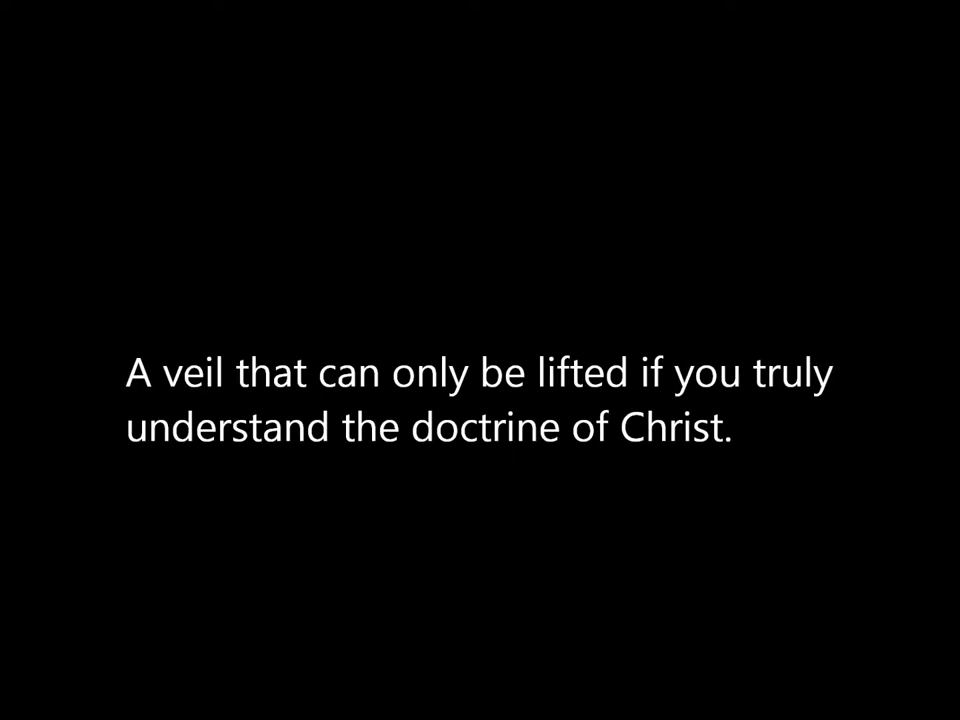 A veil that can only be lifted if you truly
understand the doctrine of Christ.